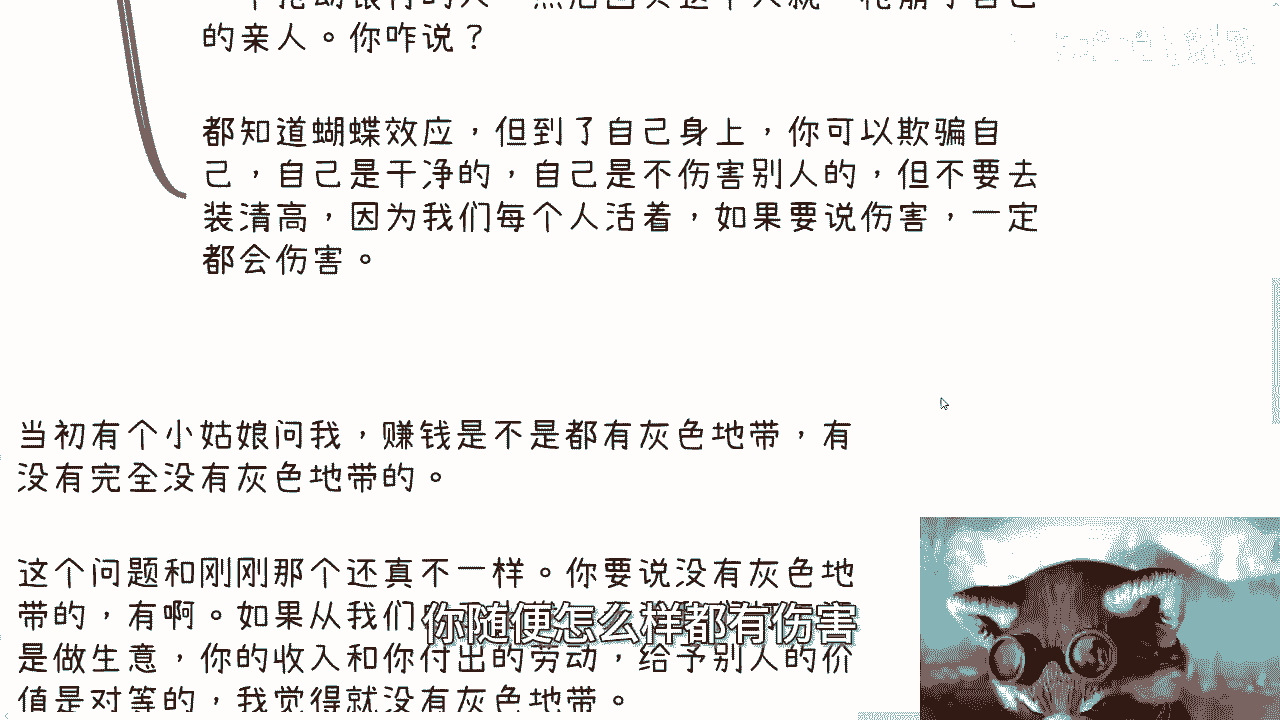 的亲人。你咋说？
都知道蝴蝶效应，但到了自己身上，你可以欺骗自
己，自己是干净的，自己是不伤害别人的，但不要去
装清高，因为我们每个人活着，如果要说伤害，一定
都会伤害。
当初有个小姑娘问我，赚钱是不是都有灰色地带，有
没有完全没有灰色地带的。
这个问题和刚刚那个还真不一样。你要说没有灰色地
带的，有啊。如果从我们
你随便怎么样都有伤害
是做生意，你的收入和你付出的劳动，给予别人的价
值是对等的，我觉得就没有灰色地带。